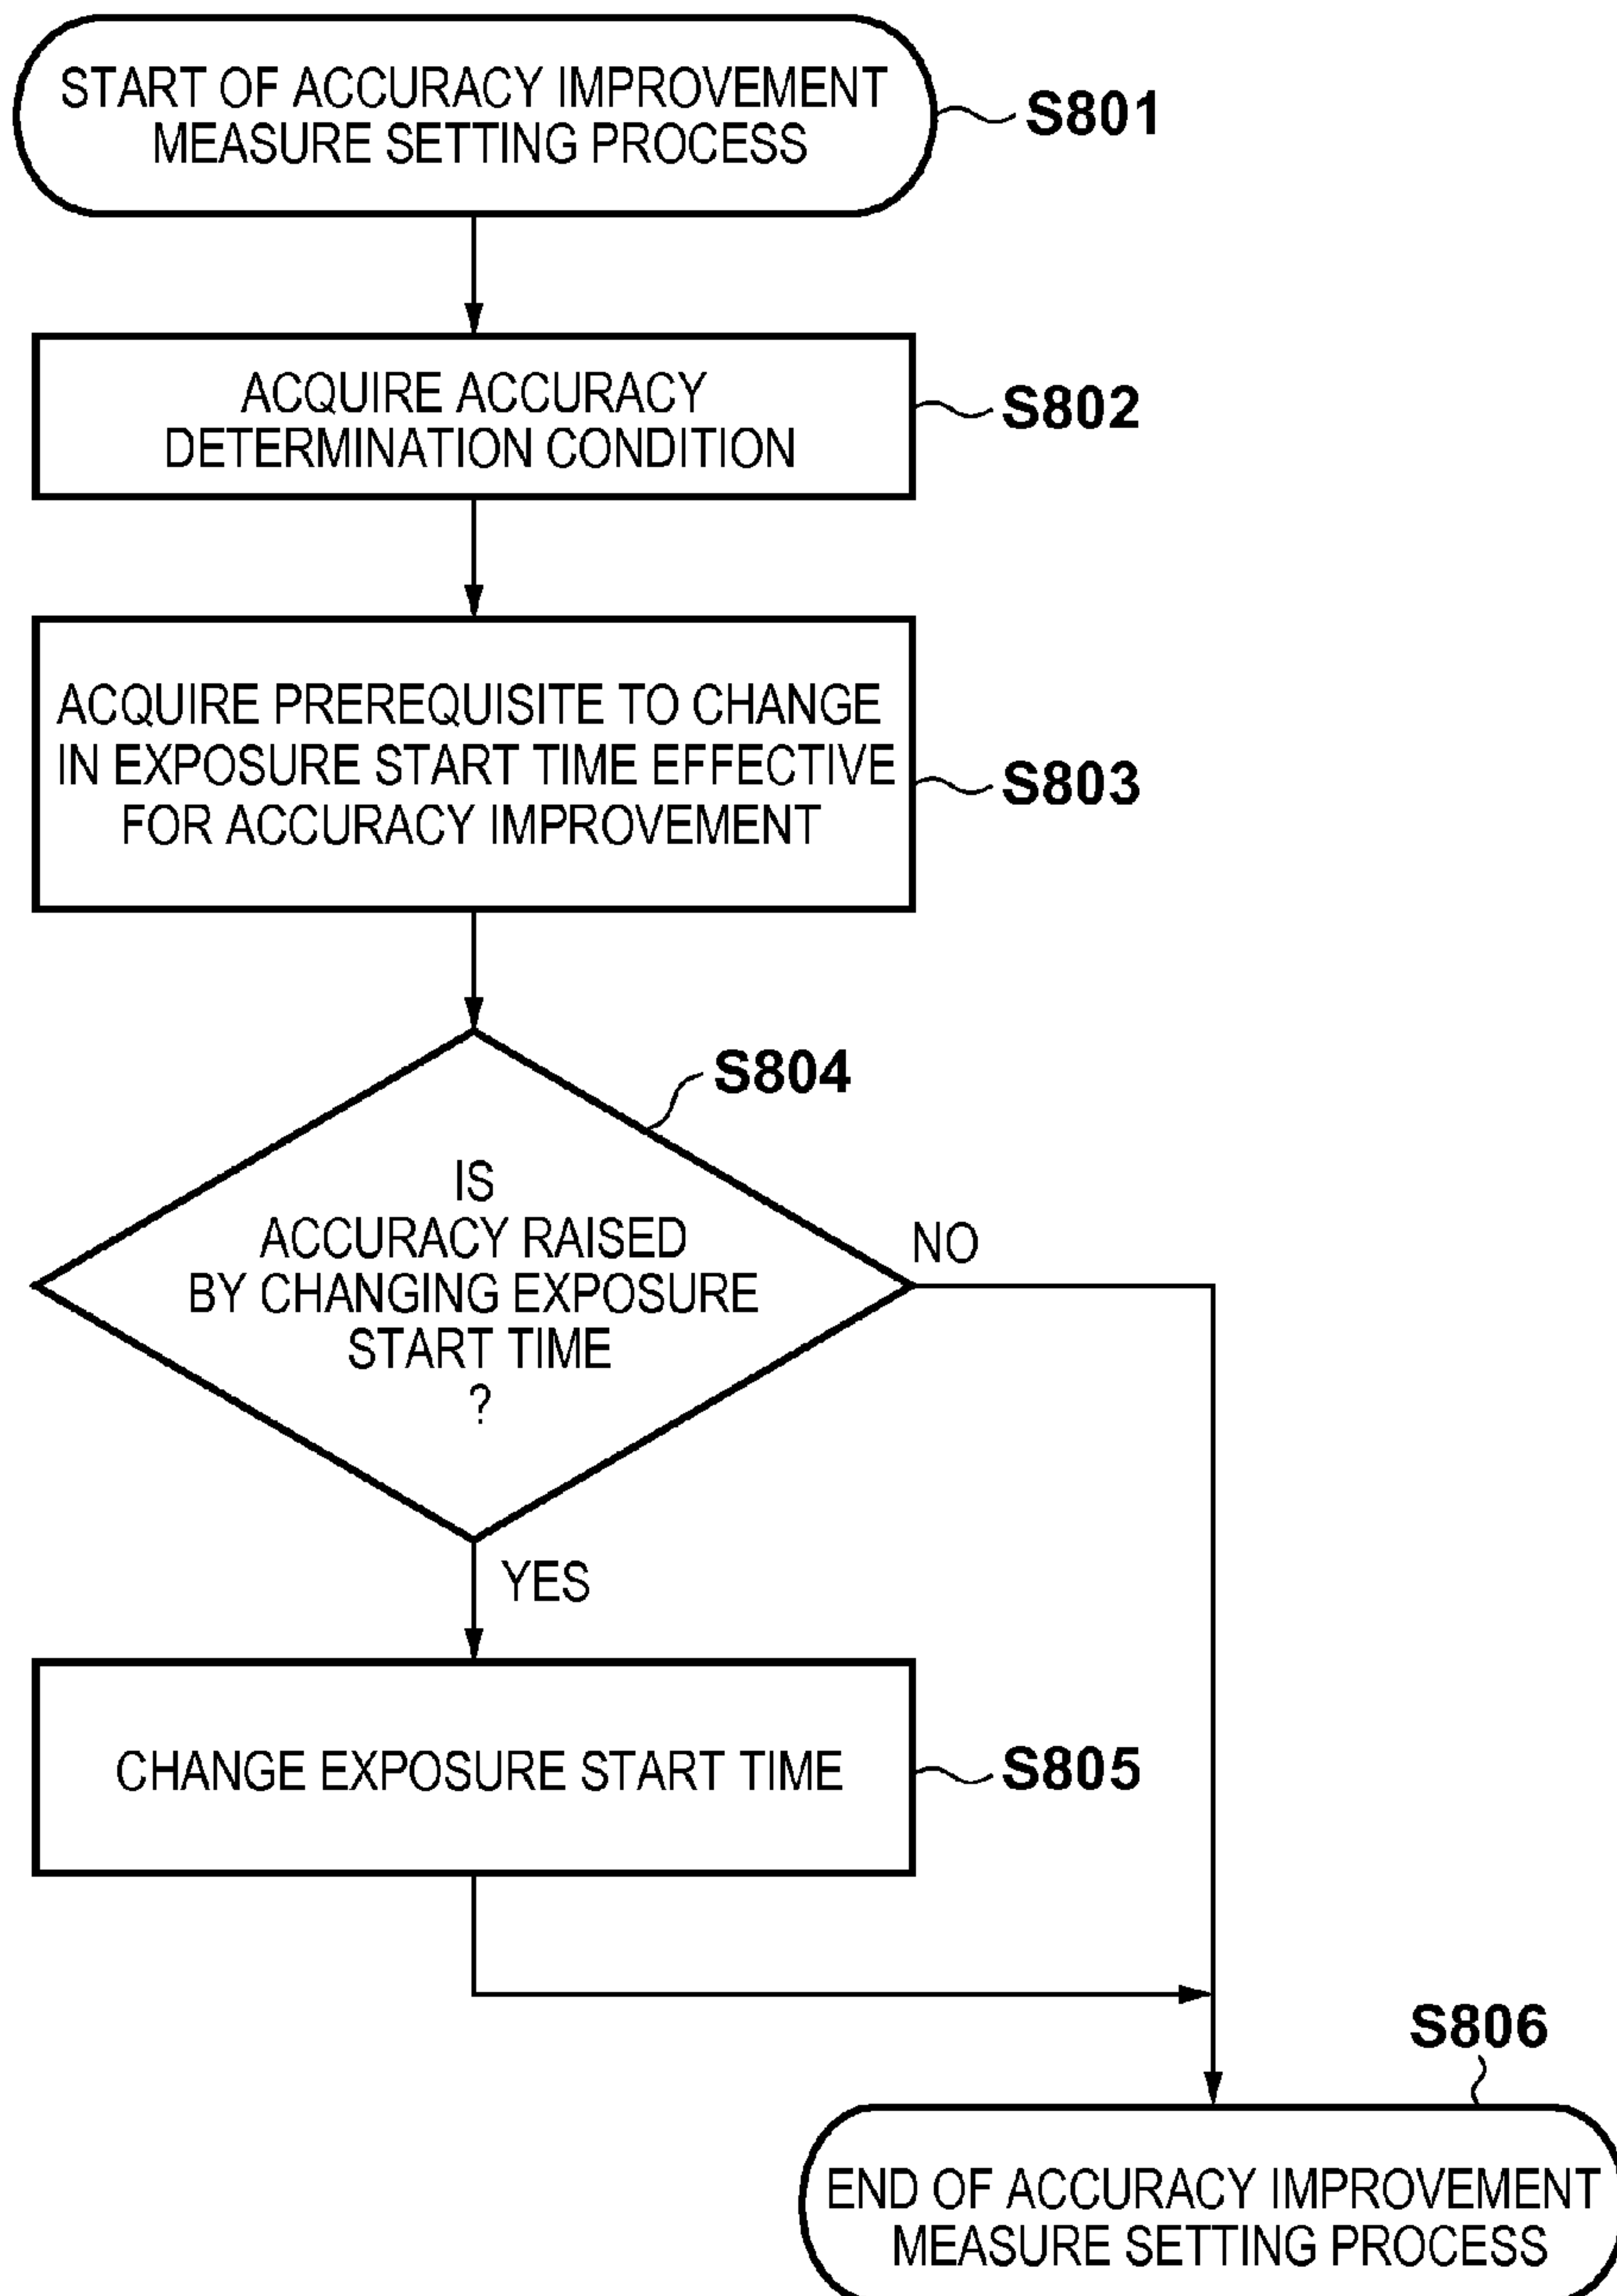 START OF ACCURACY IMPROVEMENT
MEASURE SETTING PROCESS
S801
ACQUIRE ACCURACY
DETERMINATION CONDITION
S802
ACQUIRE PREREQUISITE TO CHANGE
IN EXPOSURE START TIME EFFECTIVE
FOR ACCURACY IMPROVEMENT
S803
S804
IS
ACCURACY RAISED
BY CHANGING EXPOSURE
START TIME
?
NO
YES
CHANGE EXPOSURE START TIME
S805
S806
END OF ACCURACY IMPROVEMENT
MEASURE SETTING PROCESS